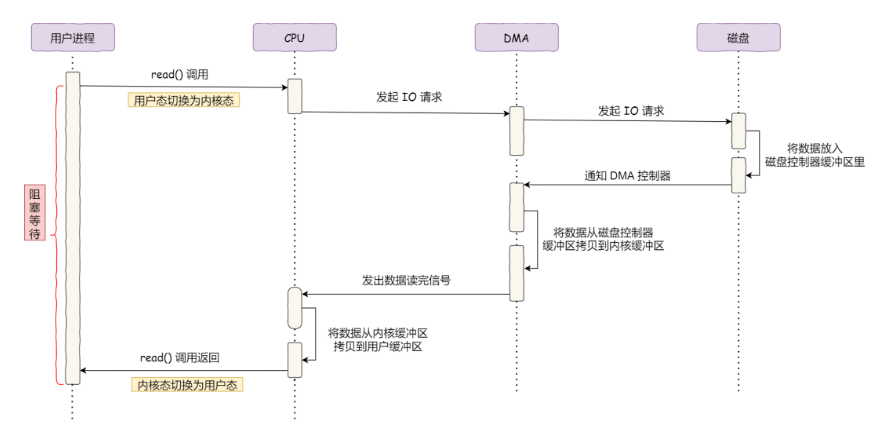 用户进程
CPU
DMA
磁盘
read() 调用
用户态切换为内核态
发起 IO 请求
发起 IO 请求
将数据放入
磁盘控制器缓冲区里
通知 DMA 控制器
阻
塞
等
待
将数据从磁盘控制器
缓冲区拷贝到内核缓冲区
发出数据读完信号
将数据从内核缓冲区
拷贝到用户缓冲区
read() 调用返回
内核态切换为用户态